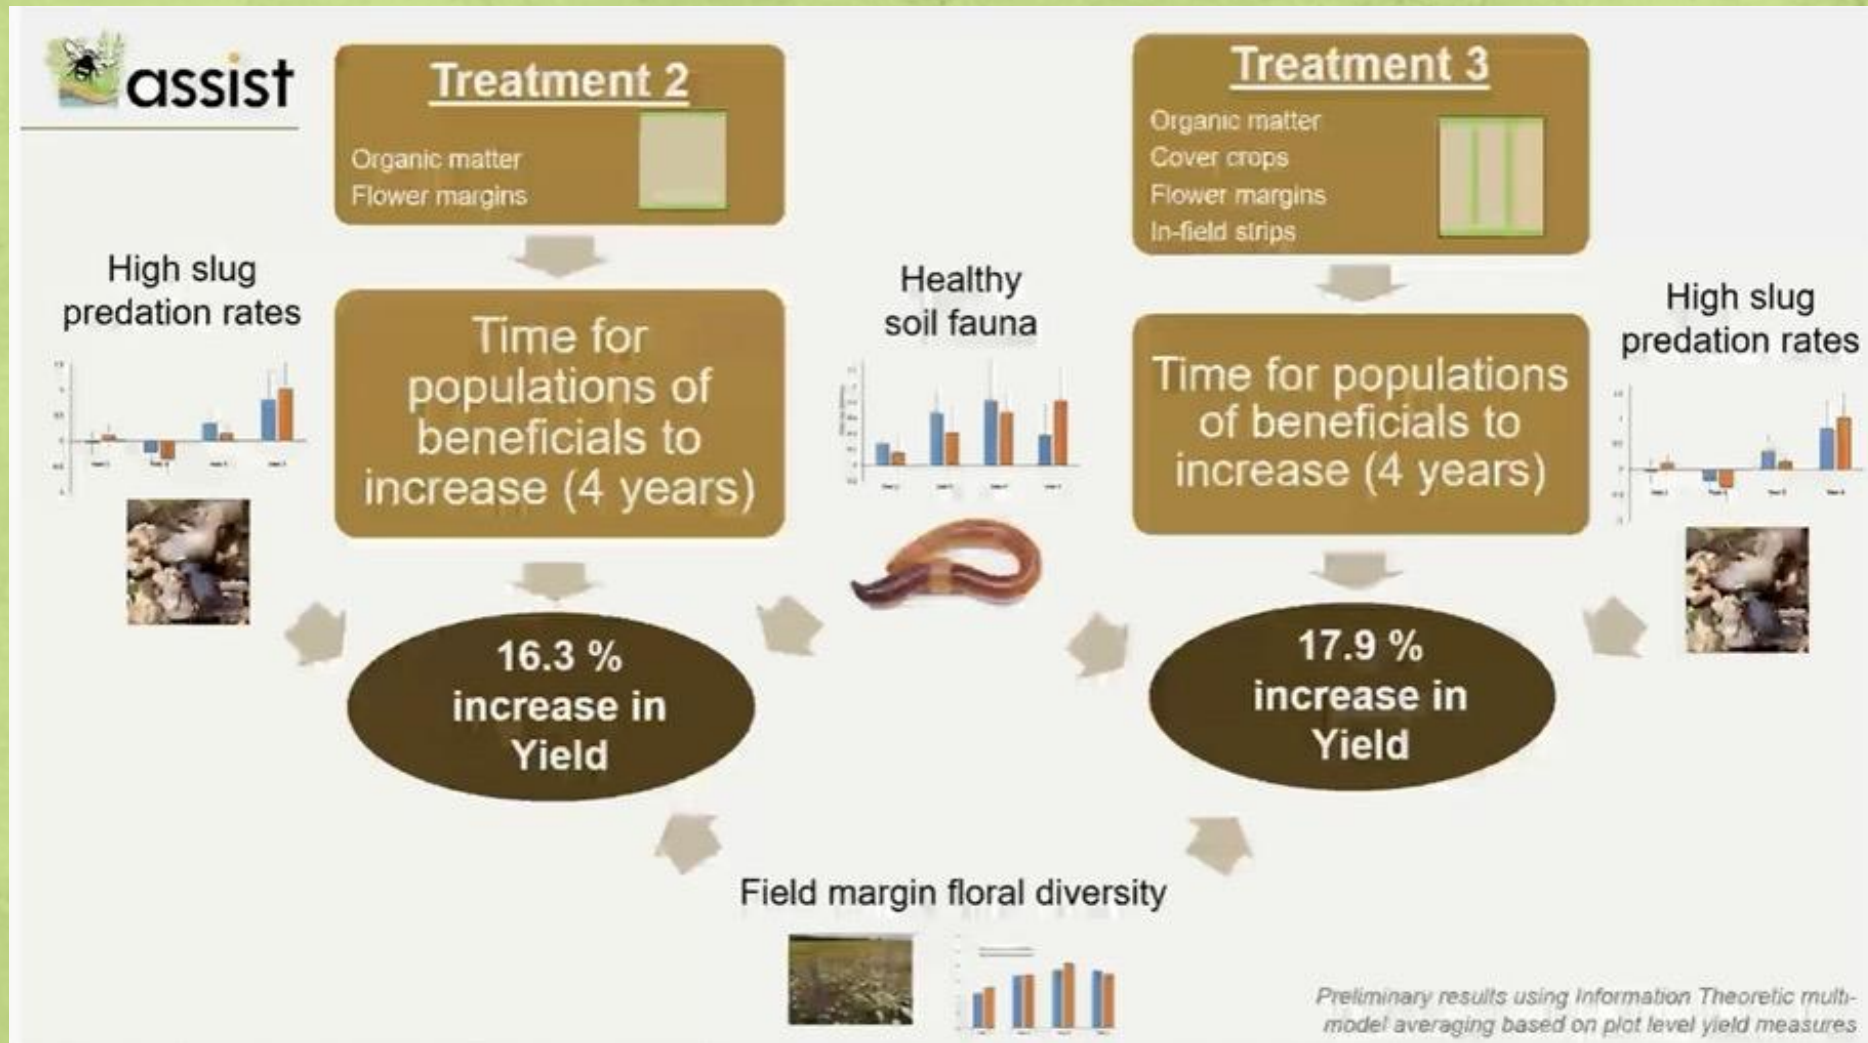 assist
Treatment 2
Organic matter
Flower margins
Treatment 3
Organic matter
Cover crops
Flower margins
In-field strips
High slug
predation rates
Time for
populations of
beneficials to
increase (4 years)
Healthy
soil fauna
Time for populations
of beneficials to
increase (4 years)
High slug
predation rates
16.3 %
increase in
Yield
17.9 %
increase in
Yield
Field margin floral diversity
Preliminary results using Information Theoretic multi-
model averaging based on plot level yield measures